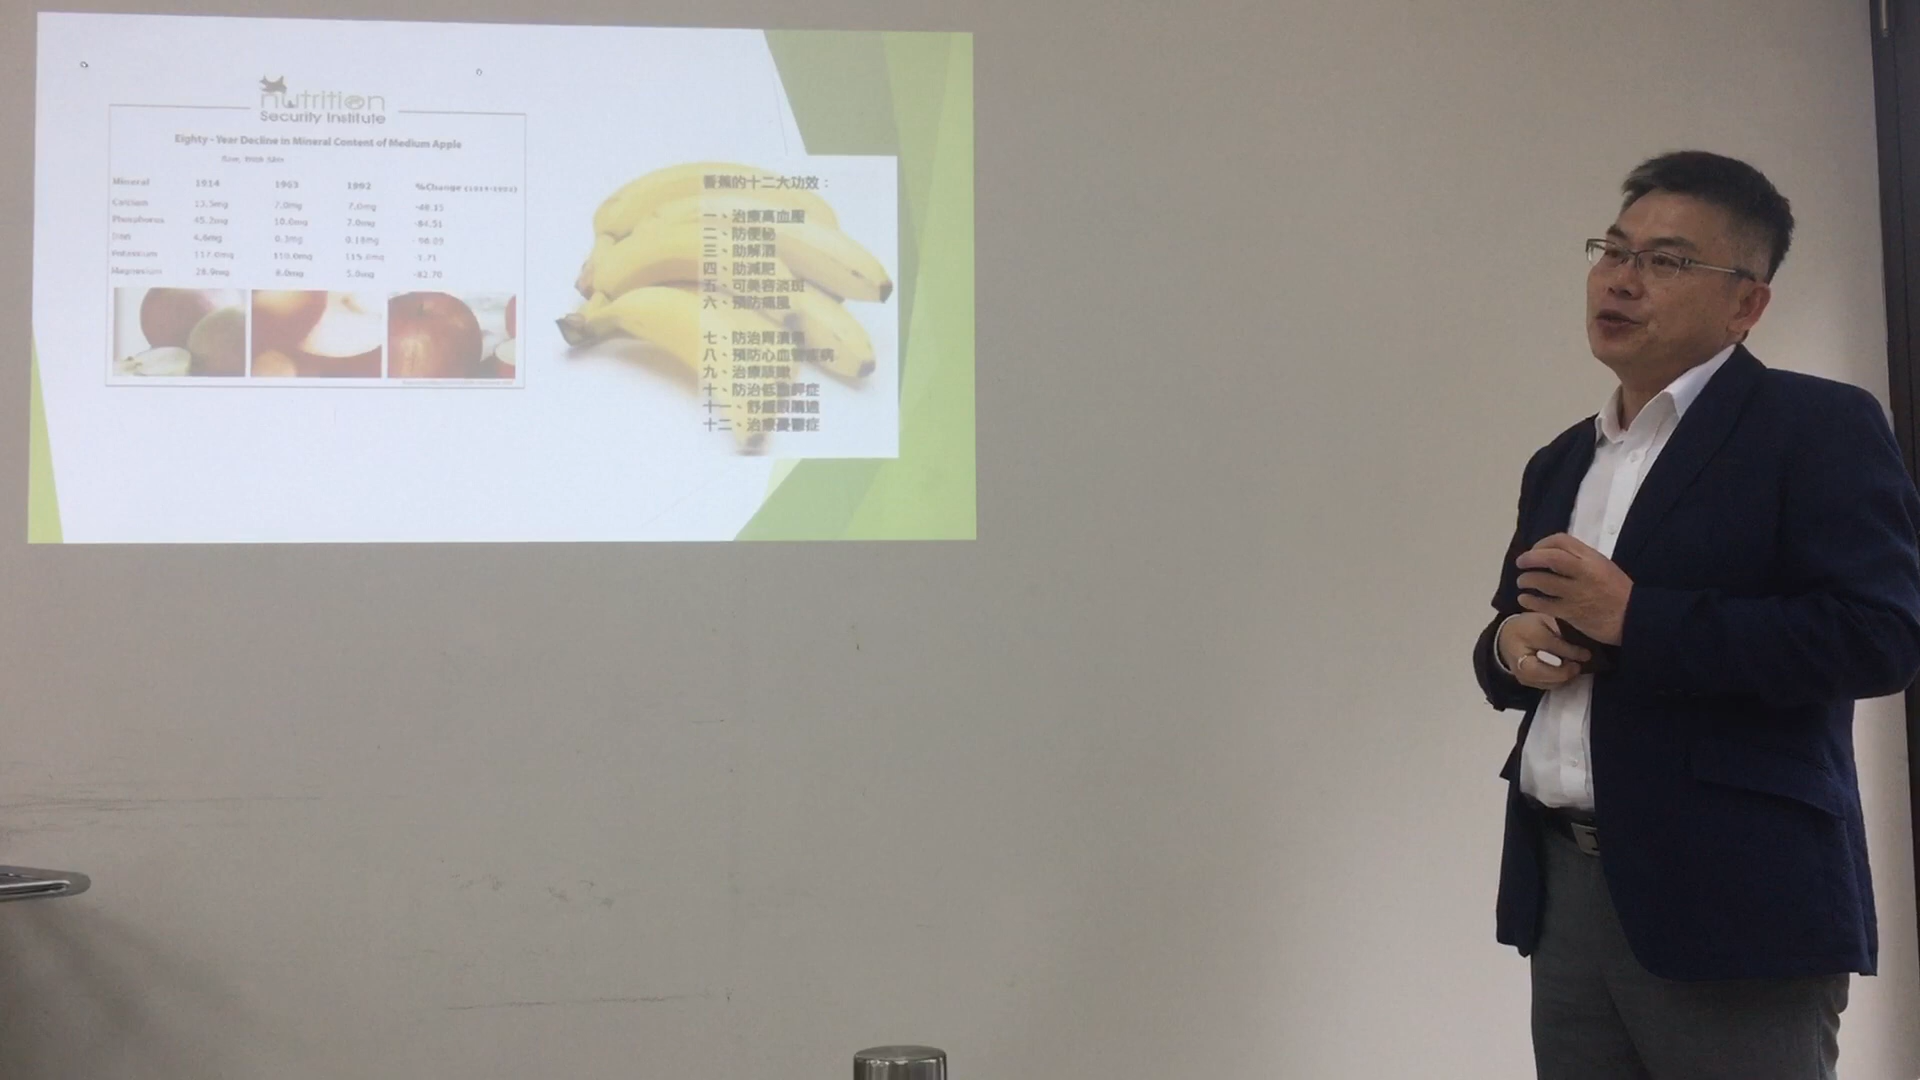 nutrition
Security Institute
Eighty - Year Decline in Mineral Content of Medium Apple
Raw, With Skin
Mineral 1914 1963 1992 %Change (1914-1992)
Calcium 13.5mg 7.0mg 7.0mg -48.15
Phosphorus 45.2mg 10.0mg 7.0mg -84.51
Iron 4.6mg 0.3mg 0.18mg -96.09
Potassium 117.0mg 110.0mg 115.0mg -1.71
Magnesium 28.9mg 8.0mg 5.0mg -82.70
香蕉的十二大功效：
一、治療高血壓
二、防便秘
三、助解酒
四、助減肥
五、可美容淡斑
六、預防痛風
七、防治胃潰瘍
八、預防心血管疾病
九、治療咳嗽
十、防治低血鉀症
十一、舒緩眼睛
十二、治療憂鬱症